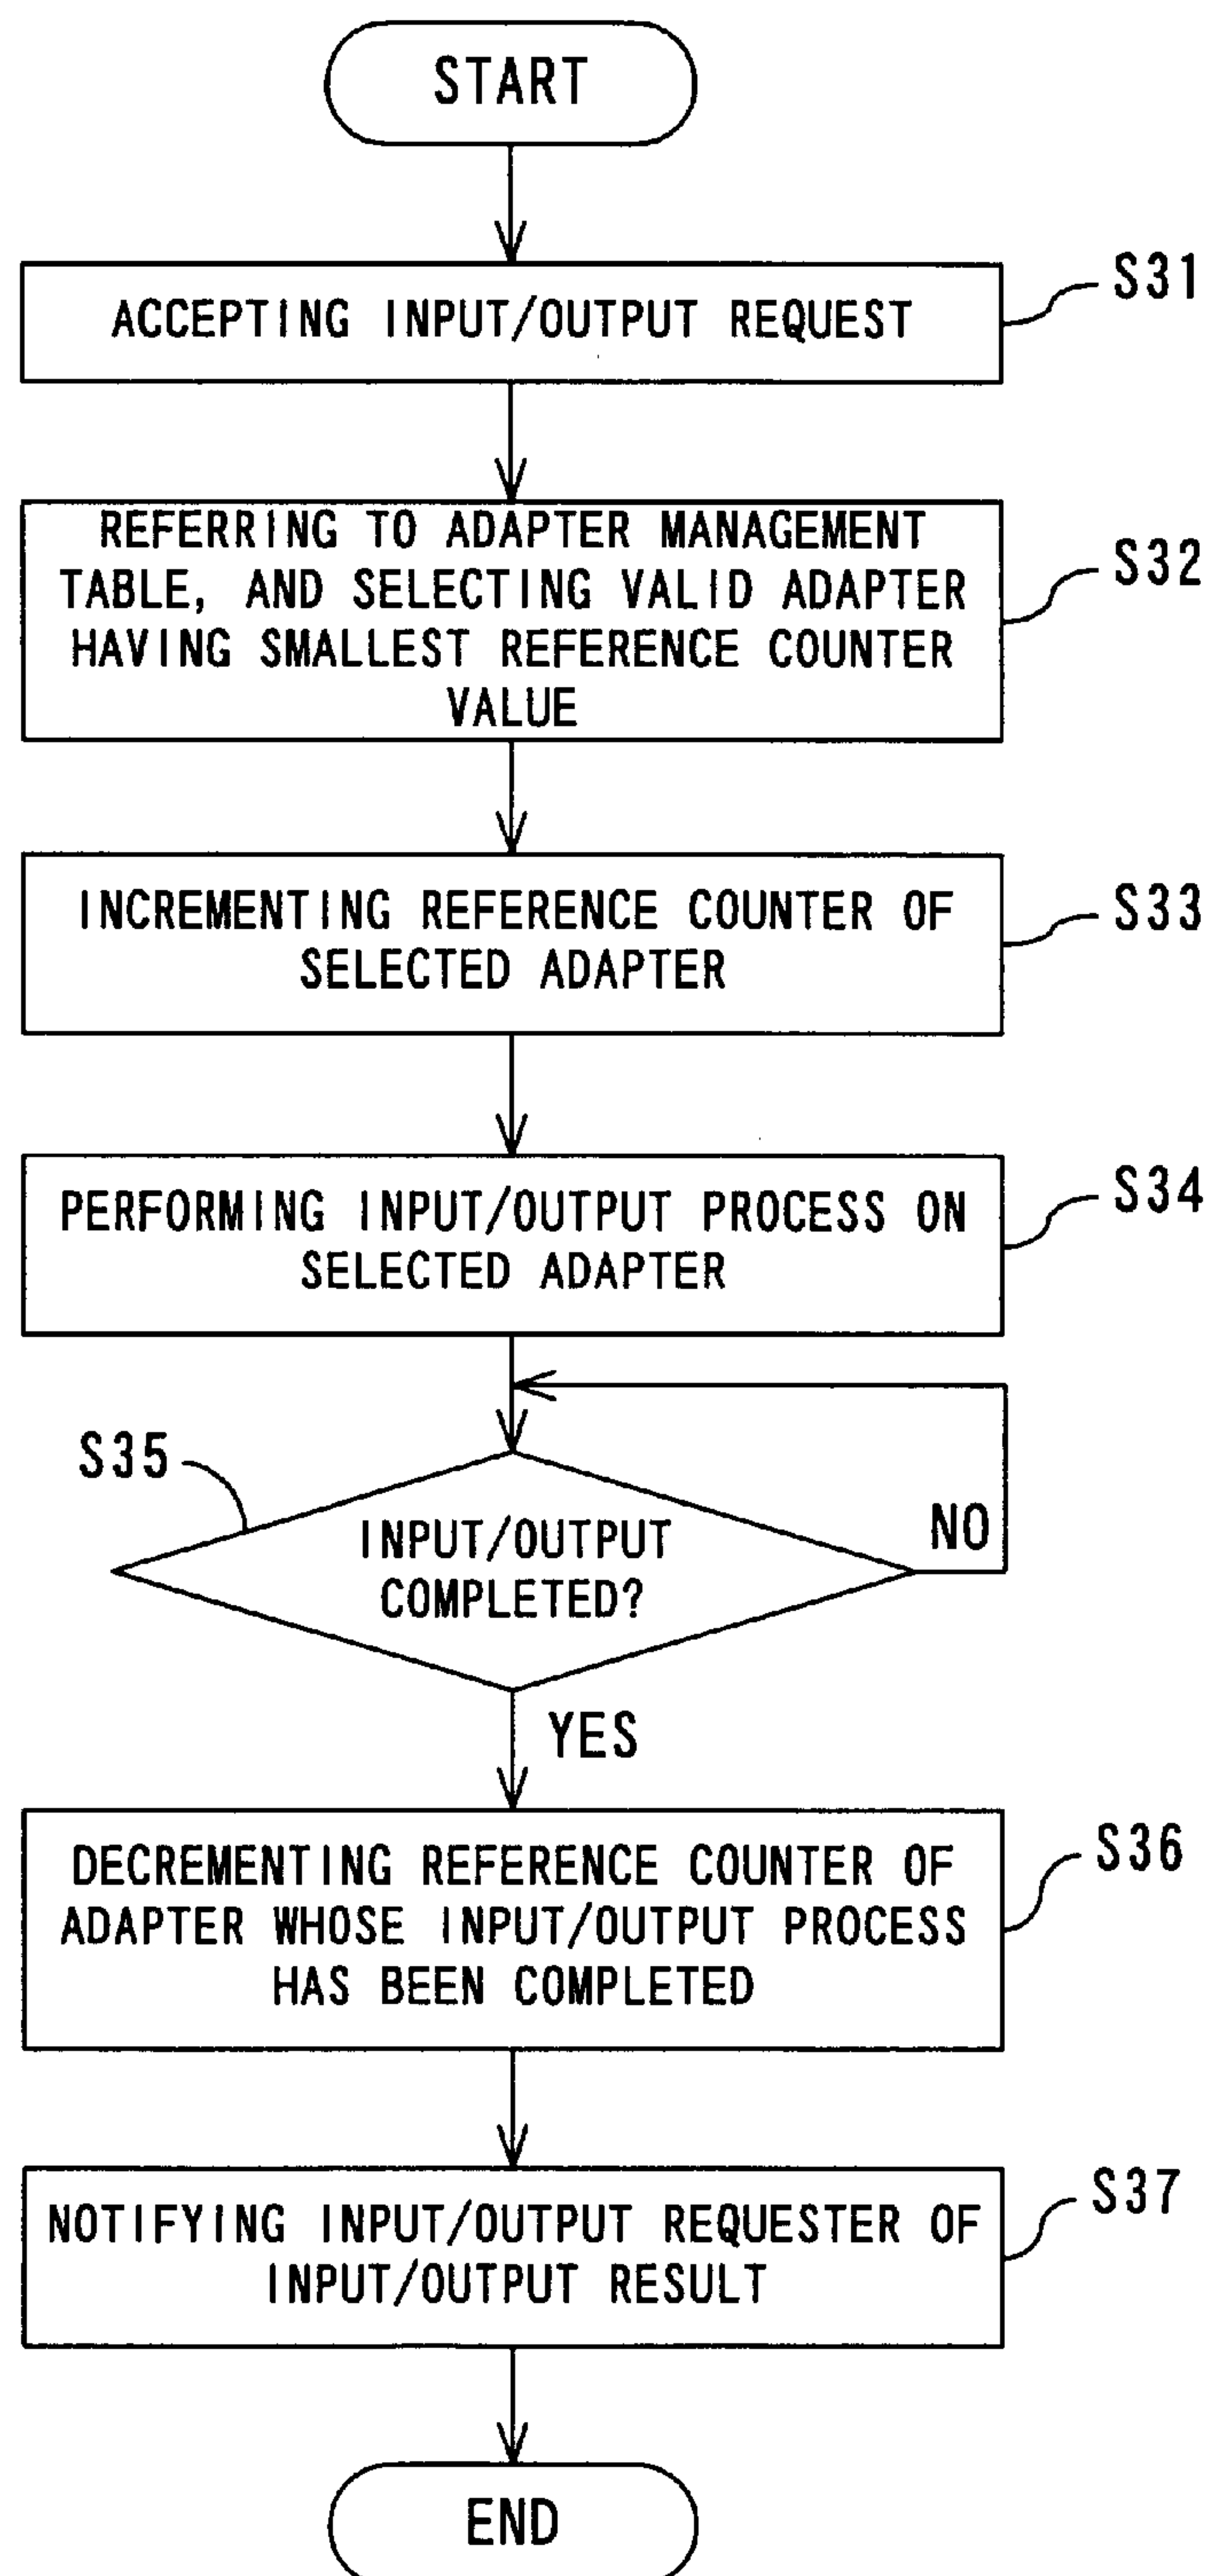 START
S31
ACCEPTING INPUT/OUTPUT REQUEST
REFERRING TO ADAPTER MANAGEMENT
TABLE, AND SELECTING VALID ADAPTER
HAVING SMALLEST REFERENCE COUNTER
VALUE
S32
INCREMENTING REFERENCE COUNTER OF
SELECTED ADAPTER
S33
PERFORMING INPUT/OUTPUT PROCESS ON
SELECTED ADAPTER
S34
S35
INPUT/OUTPUT
COMPLETED?
NO
YES
DECREMENTING REFERENCE COUNTER OF
ADAPTER WHOSE INPUT/OUTPUT PROCESS
HAS BEEN COMPLETED
S36
NOTIFYING INPUT/OUTPUT REQUESTER OF
INPUT/OUTPUT RESULT
S37
END